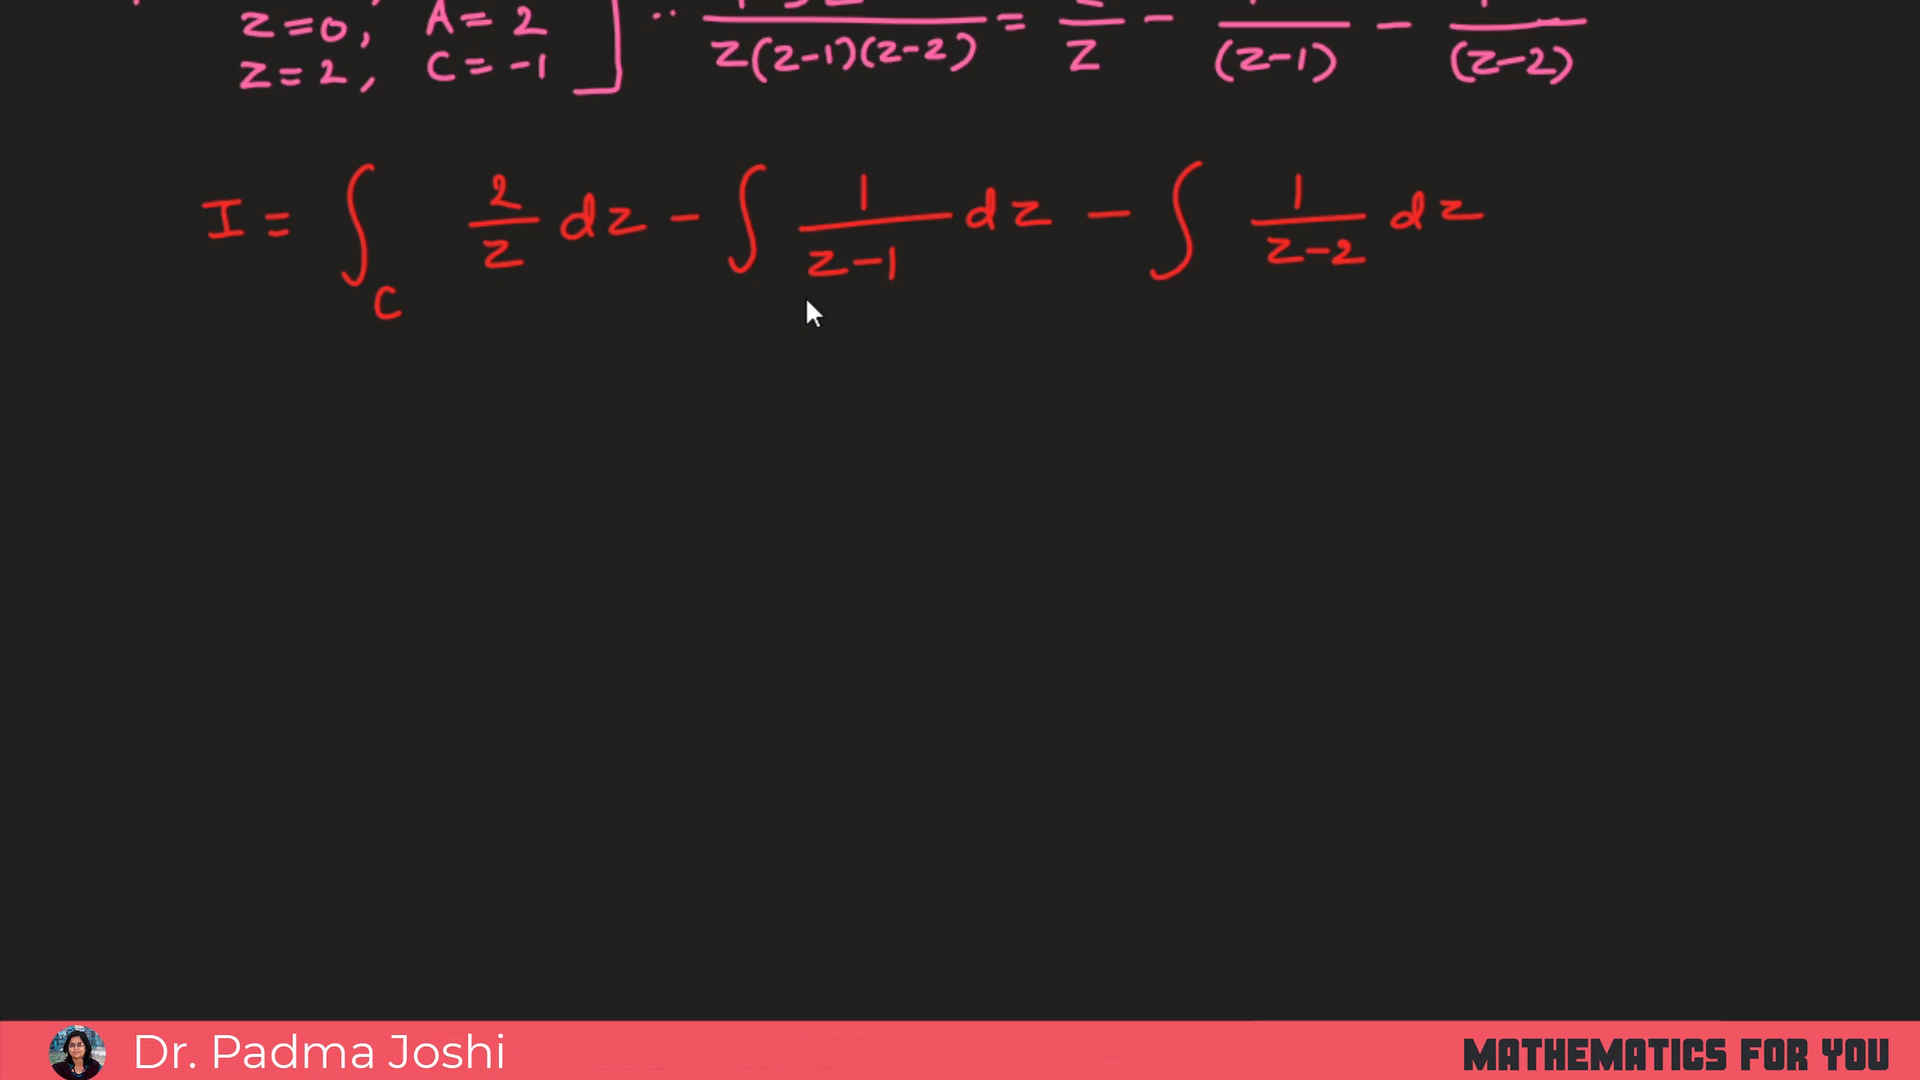 z=0, A= 2
z= 2, C= -1 ] ∴ ―/z(z-1)(z-2) = ―/z - ―/(z-1) - ―/(z-2)
I = ∫_C 2/z dz - ∫ 1/z-1 dz - ∫ 1/z-2 dz
Dr. Padma Joshi
MATHEMATICS FOR YOU